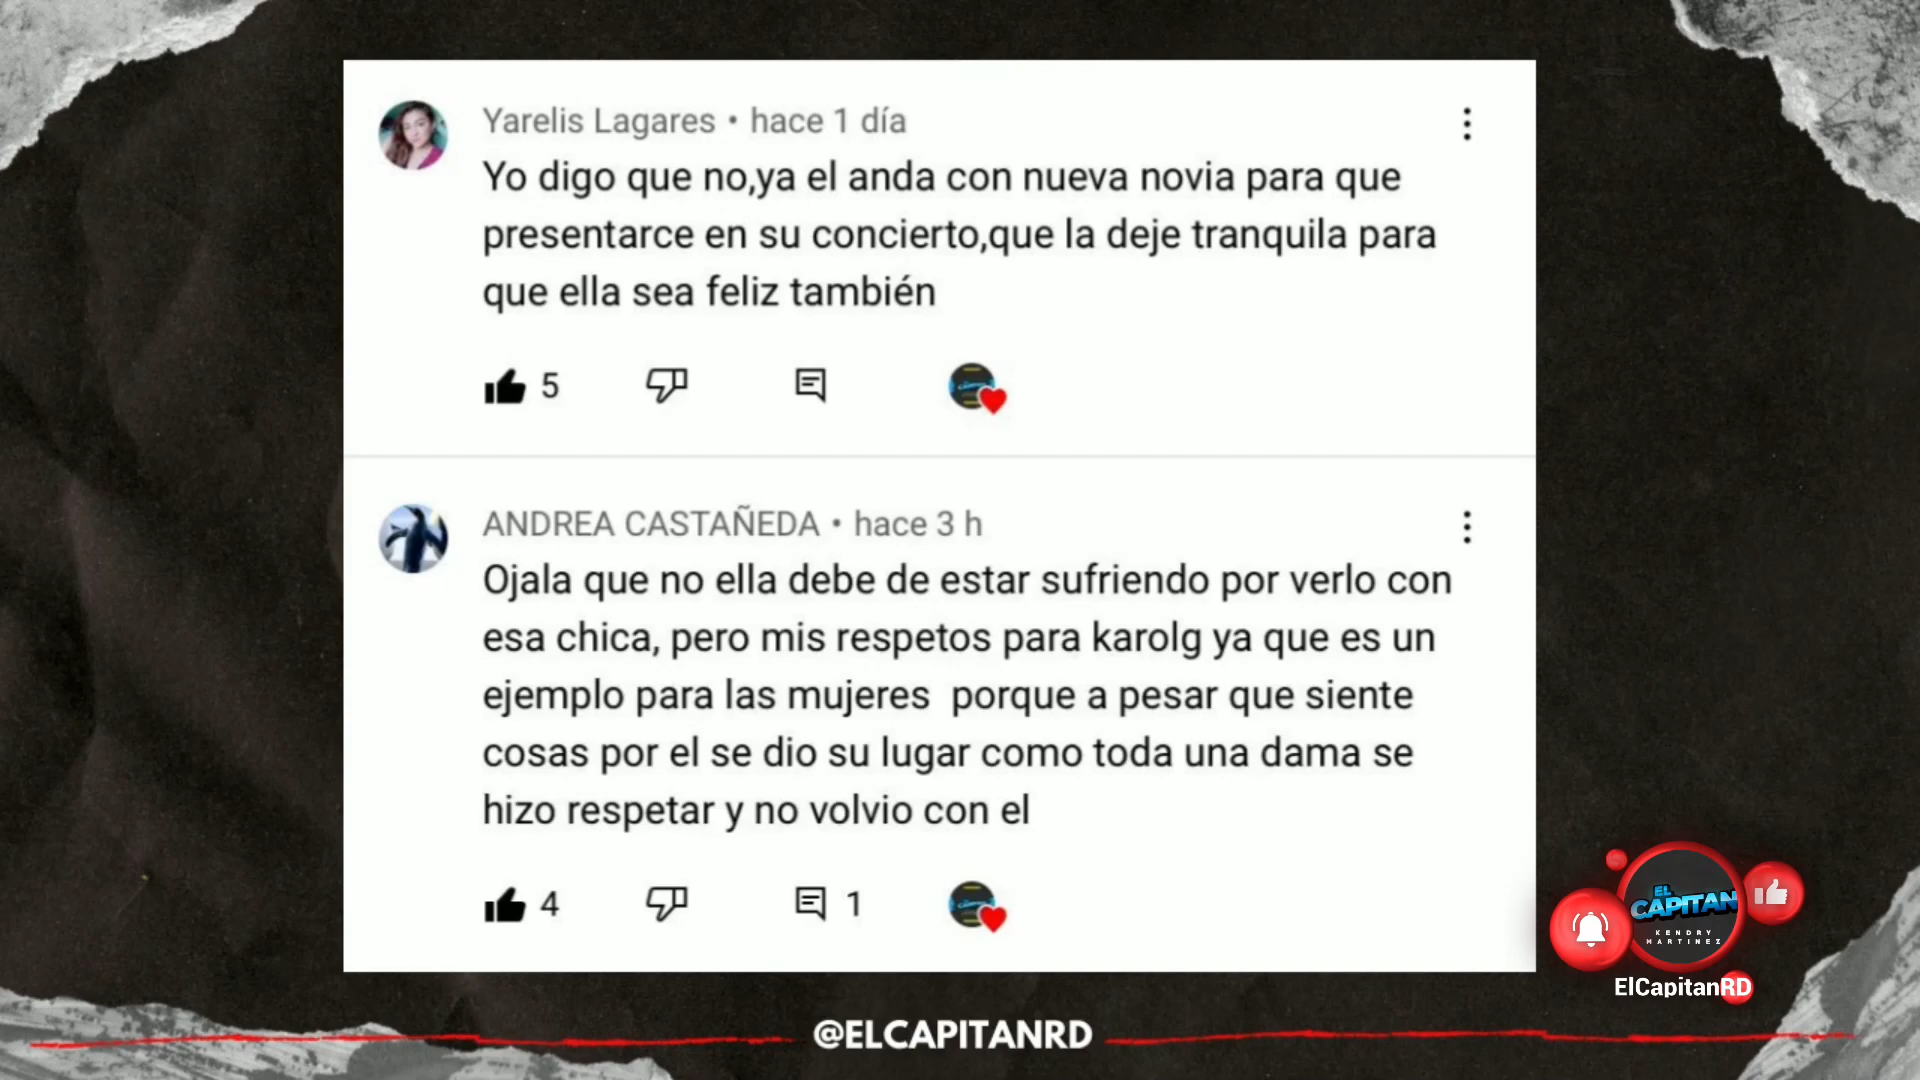 Yarelis Lagares • hace 1 día
Yo digo que no,ya el anda con nueva novia para que
presentarce en su concierto,que la deje tranquila para
que ella sea feliz también
5
ANDREA CASTAÑEDA • hace 3 h
Ojala que no ella debe de estar sufriendo por verlo con
esa chica, pero mis respetos para karolg ya que es un
ejemplo para las mujeres  porque a pesar que siente
cosas por el se dio su lugar como toda una dama se
hizo respetar y no volvio con el
4 1
EL
CAPITAN
KENDRY
MARTINEZ
ElCapitanRD
@ELCAPITANRD